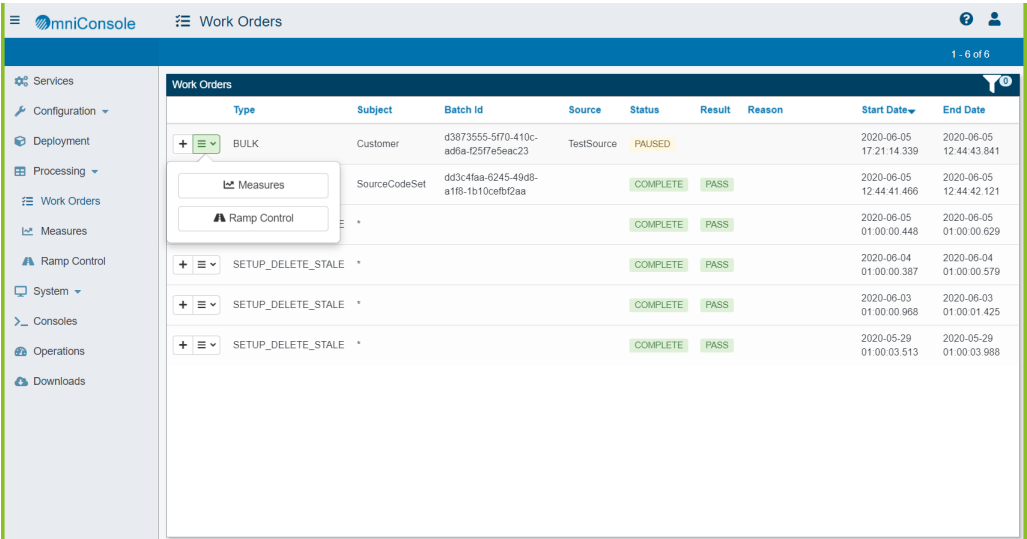 OmniConsole
Work Orders
1 - 6 of 6
Services
Configuration
Deployment
Processing
Work Orders
Measures
Ramp Control
System
Consoles
Operations
Downloads
Work Orders
0
Type Subject Batch Id Source Status Result Reason Start Date End Date
BULK Customer d3873555-5f70-410c- TestSource PAUSED 2020-06-05 2020-06-05
ad6a-f25f7e5eac23 17:21:14.339 12:44:43.841
Measures
Ramp Control
SourceCodeSet dd3c4faa-6245-49d8- COMPLETE PASS 2020-06-05 2020-06-05
a1f8-1b10cefbf2aa 12:44:41.466 12:44:42.121
E * COMPLETE PASS 2020-06-05 2020-06-05
01:00:00.448 01:00:00.629
SETUP_DELETE_STALE * COMPLETE PASS 2020-06-04 2020-06-04
01:00:00.387 01:00:00.579
SETUP_DELETE_STALE * COMPLETE PASS 2020-06-03 2020-06-03
01:00:00.968 01:00:01.425
SETUP_DELETE_STALE * COMPLETE PASS 2020-05-29 2020-05-29
01:00:03.513 01:00:03.988